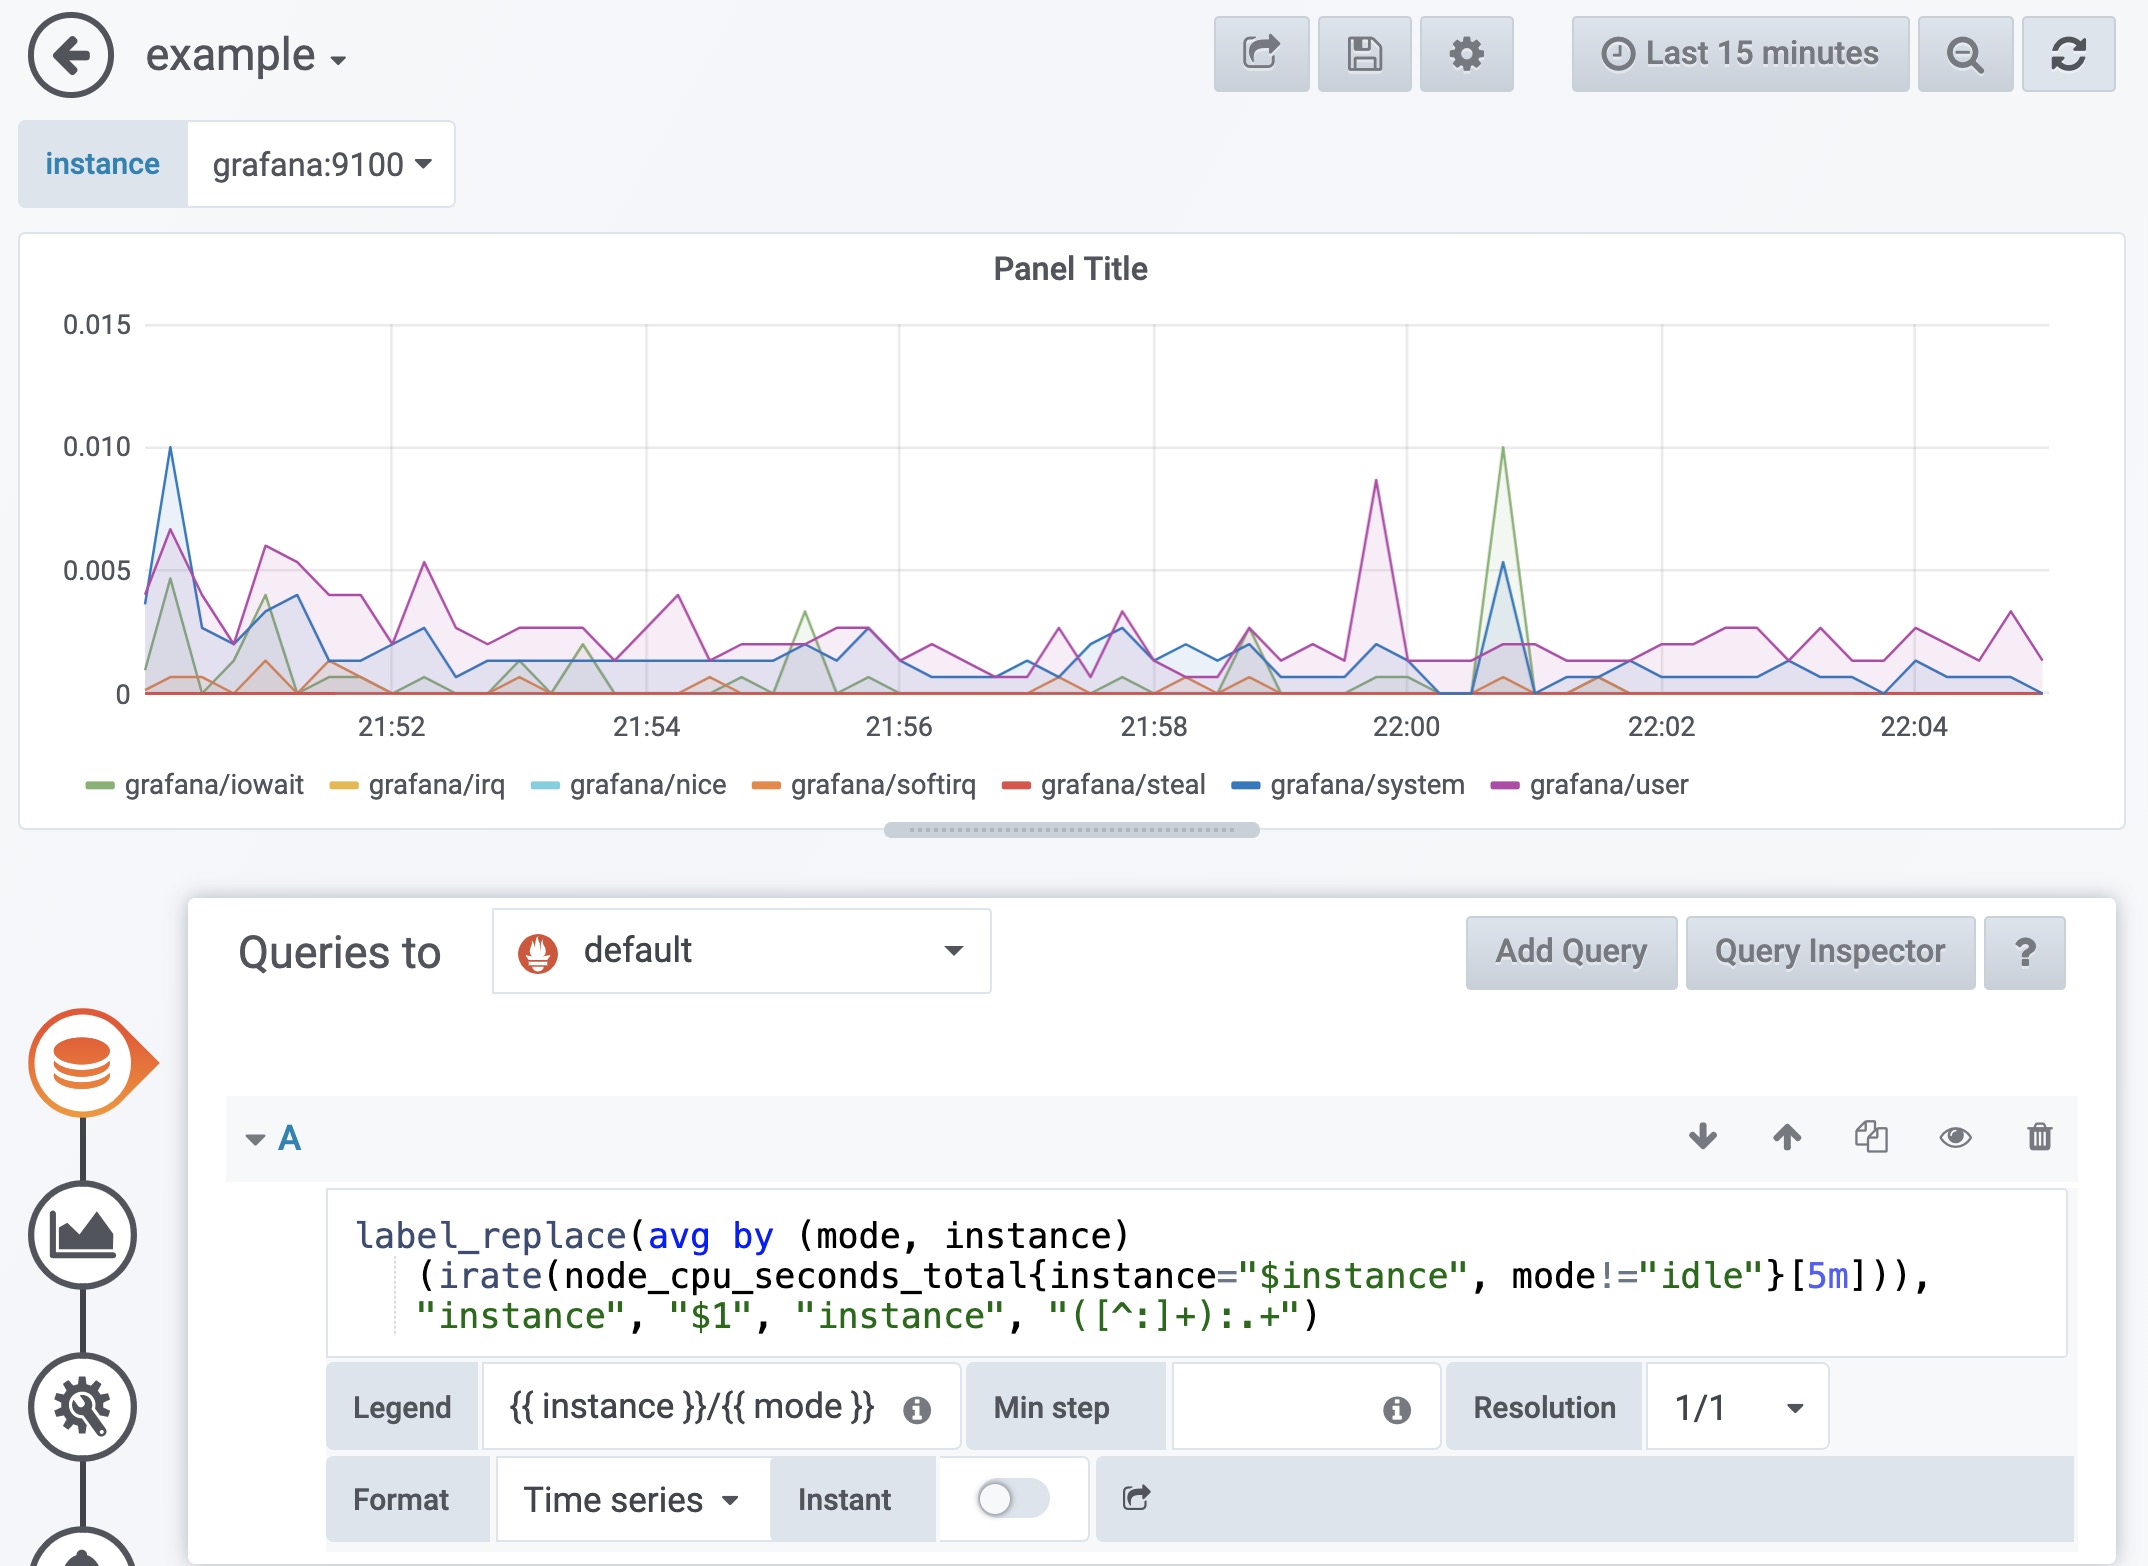 example
Last 15 minutes
instance grafana:9100
Panel Title
0.015
0.010
0.005
0
21:52 21:54 21:56 21:58 22:00 22:02 22:04
grafana/iowait grafana/irq grafana/nice grafana/softirq grafana/steal grafana/system grafana/user
Queries to default Add Query Query Inspector ?
A
label_replace(avg by (mode, instance)
(irate(node_cpu_seconds_total{instance="$instance", mode!="idle"}[5m])),
"instance", "$1", "instance", "([^:]+):.+")
Legend {{ instance }}/{{ mode }} Min step Resolution 1/1
Format Time series Instant